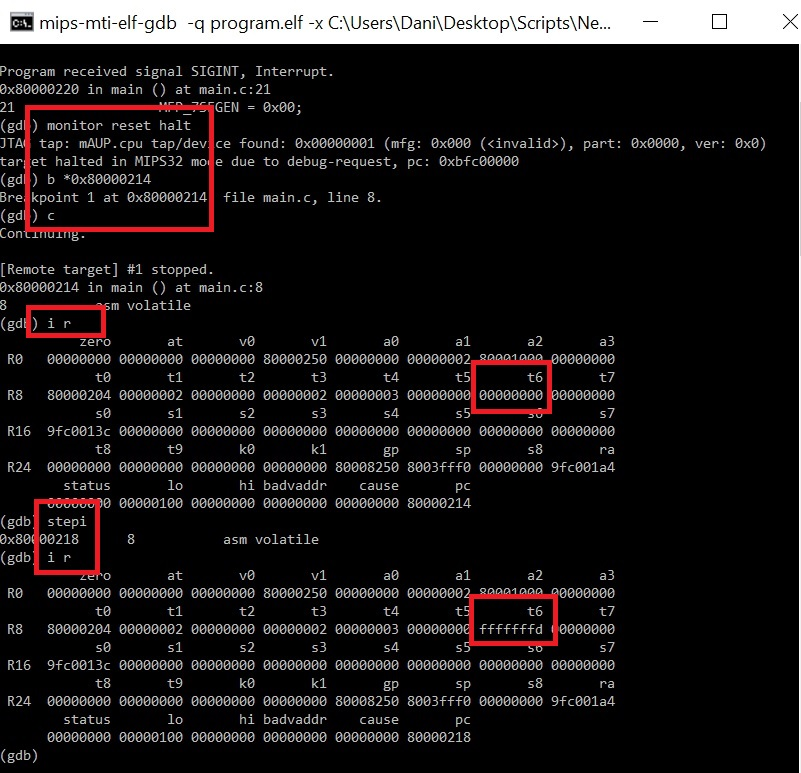 mips-mti-elf-gdb -q program.elf -x C:\Users\Dani\Desktop\Scripts\Ne...
Program received signal SIGINT, Interrupt.
0x80000220 in main () at main.c:21
21 MFP_7SEGEN = 0x00;
(gdb) monitor reset halt
JTAG tap: mAUP.cpu tap/device found: 0x00000001 (mfg: 0x000 (<invalid>), part: 0x0000, ver: 0x0)
target halted in MIPS32 mode due to debug-request, pc: 0xbfc00000
(gdb) b *0x80000214
Breakpoint 1 at 0x80000214: file main.c, line 8.
(gdb) c
Continuing.
[Remote target] #1 stopped.
0x80000214 in main () at main.c:8
8 asm volatile
(gdb) i r
zero at v0 v1 a0 a1 a2 a3
R0 00000000 00000000 00000000 80000250 00000000 00000002 80001000 00000000
t0 t1 t2 t3 t4 t5 t6 t7
R8 80000204 00000002 00000000 00000002 00000003 00000000 00000000 00000000
s0 s1 s2 s3 s4 s5 s6 s7
R16 9fc0013c 00000000 00000000 00000000 00000000 00000000 00000000 00000000
t8 t9 k0 k1 gp sp s8 ra
R24 00000000 00000000 00000000 00000000 80008250 8003fff0 00000000 9fc001a4
status lo hi badvaddr cause pc
00000000 00000100 00000000 00000000 00000000 80000214
(gdb) stepi
0x80000218 8 asm volatile
(gdb) i r
zero at v0 v1 a0 a1 a2 a3
R0 00000000 00000000 00000000 80000250 00000000 00000002 80001000 00000000
t0 t1 t2 t3 t4 t5 t6 t7
R8 80000204 00000002 00000000 00000002 00000003 00000000 fffffffd 00000000
s0 s1 s2 s3 s4 s5 s6 s7
R16 9fc0013c 00000000 00000000 00000000 00000000 00000000 00000000 00000000
t8 t9 k0 k1 gp sp s8 ra
R24 00000000 00000000 00000000 00000000 80008250 8003fff0 00000000 9fc001a4
status lo hi badvaddr cause pc
00000000 00000100 00000000 00000000 00000000 80000218
(gdb)